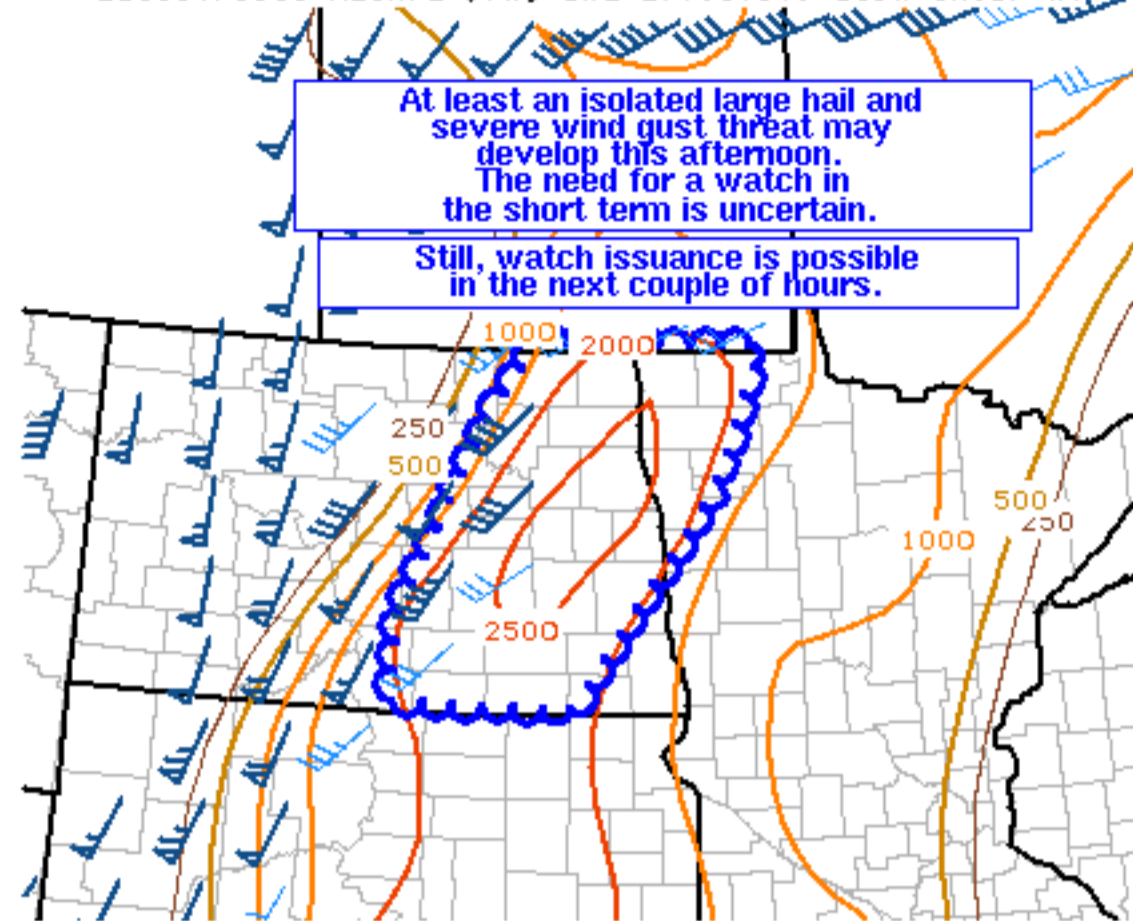 At least an isolated large hail and
severe wind gust threat may
develop this afternoon.
The need for a watch in
the short term is uncertain.
Still, watch issuance is possible
in the next couple of hours.
1000
2000
250
500
500
250
1000
2500